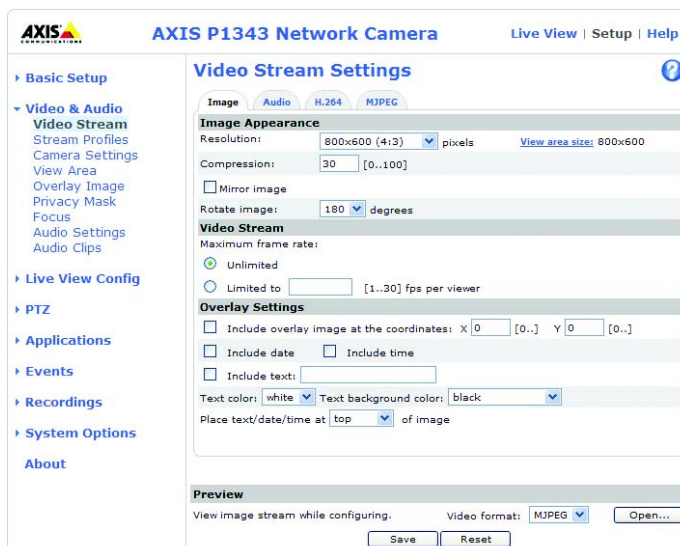 AXIS
COMMUNICATIONS
AXIS P1343 Network Camera
Live View | Setup | Help
Basic Setup
Video & Audio
Video Stream
Stream Profiles
Camera Settings
View Area
Overlay Image
Privacy Mask
Focus
Audio Settings
Audio Clips
Live View Config
PTZ
Applications
Events
Recordings
System Options
About
Video Stream Settings
?
Image Audio H.264 MJPEG
Image Appearance
Resolution: 800x600 (4:3) pixels View area size: 800x600
Compression: 30 [0..100]
Mirror image
Rotate image: 180 degrees
Video Stream
Maximum frame rate:
Unlimited
Limited to [1..30] fps per viewer
Overlay Settings
Include overlay image at the coordinates: X 0 [0..] Y 0 [0..]
Include date Include time
Include text:
Text color: white Text background color: black
Place text/date/time at top of image
Preview
View image stream while configuring. Video format: MJPEG Open...
Save Reset